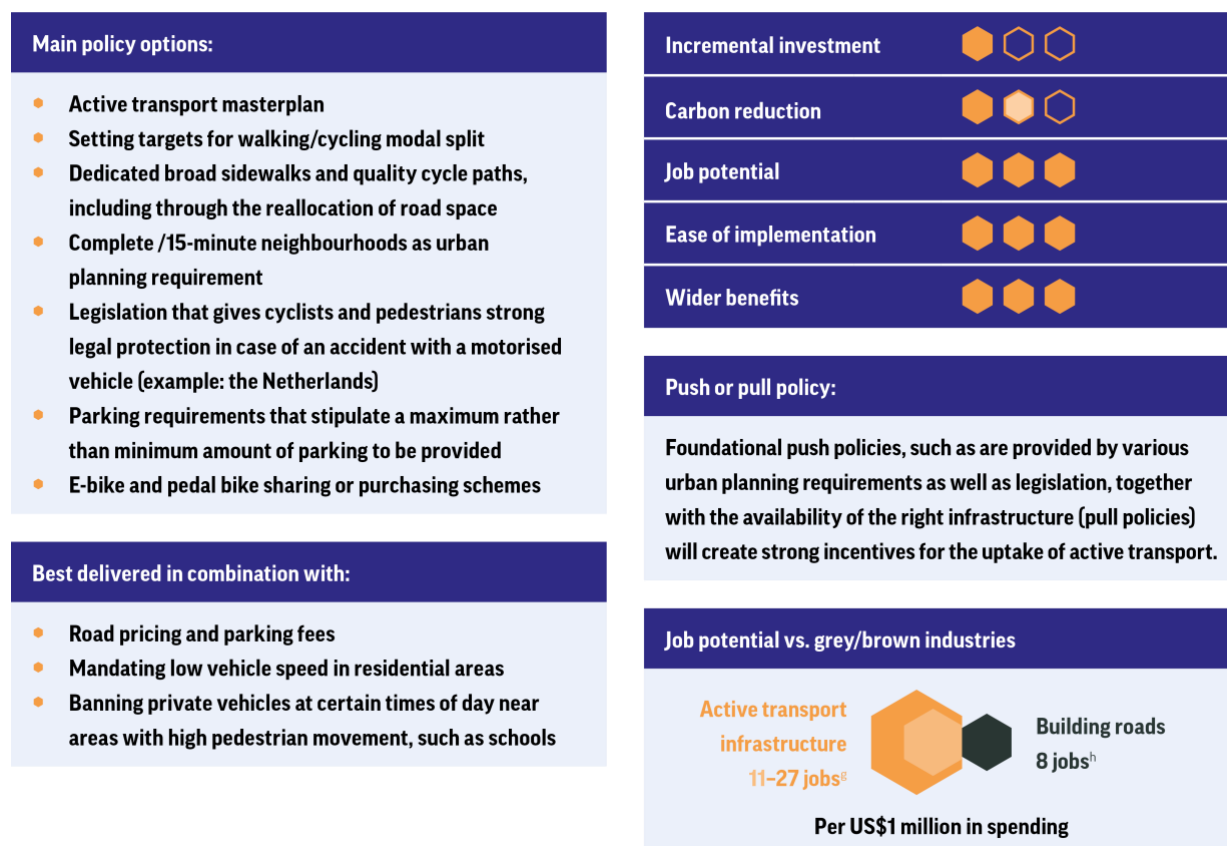 Main policy options:
Active transport masterplan
Setting targets for walking/cycling modal split
Dedicated broad sidewalks and quality cycle paths,
including through the reallocation of road space
Complete /15-minute neighbourhoods as urban
planning requirement
Legislation that gives cyclists and pedestrians strong
legal protection in case of an accident with a motorised
vehicle (example: the Netherlands)
Parking requirements that stipulate a maximum rather
than minimum amount of parking to be provided
E-bike and pedal bike sharing or purchasing schemes
Best delivered in combination with:
Road pricing and parking fees
Mandating low vehicle speed in residential areas
Banning private vehicles at certain times of day near
areas with high pedestrian movement, such as schools
Incremental investment
Carbon reduction
Job potential
Ease of implementation
Wider benefits
Push or pull policy:
Foundational push policies, such as are provided by various
urban planning requirements as well as legislation, together
with the availability of the right infrastructure (pull policies)
will create strong incentives for the uptake of active transport.
Job potential vs. grey/brown industries
Active transport
infrastructure
11–27 jobsᵍ
Building roads
8 jobsʰ
Per US$1 million in spending